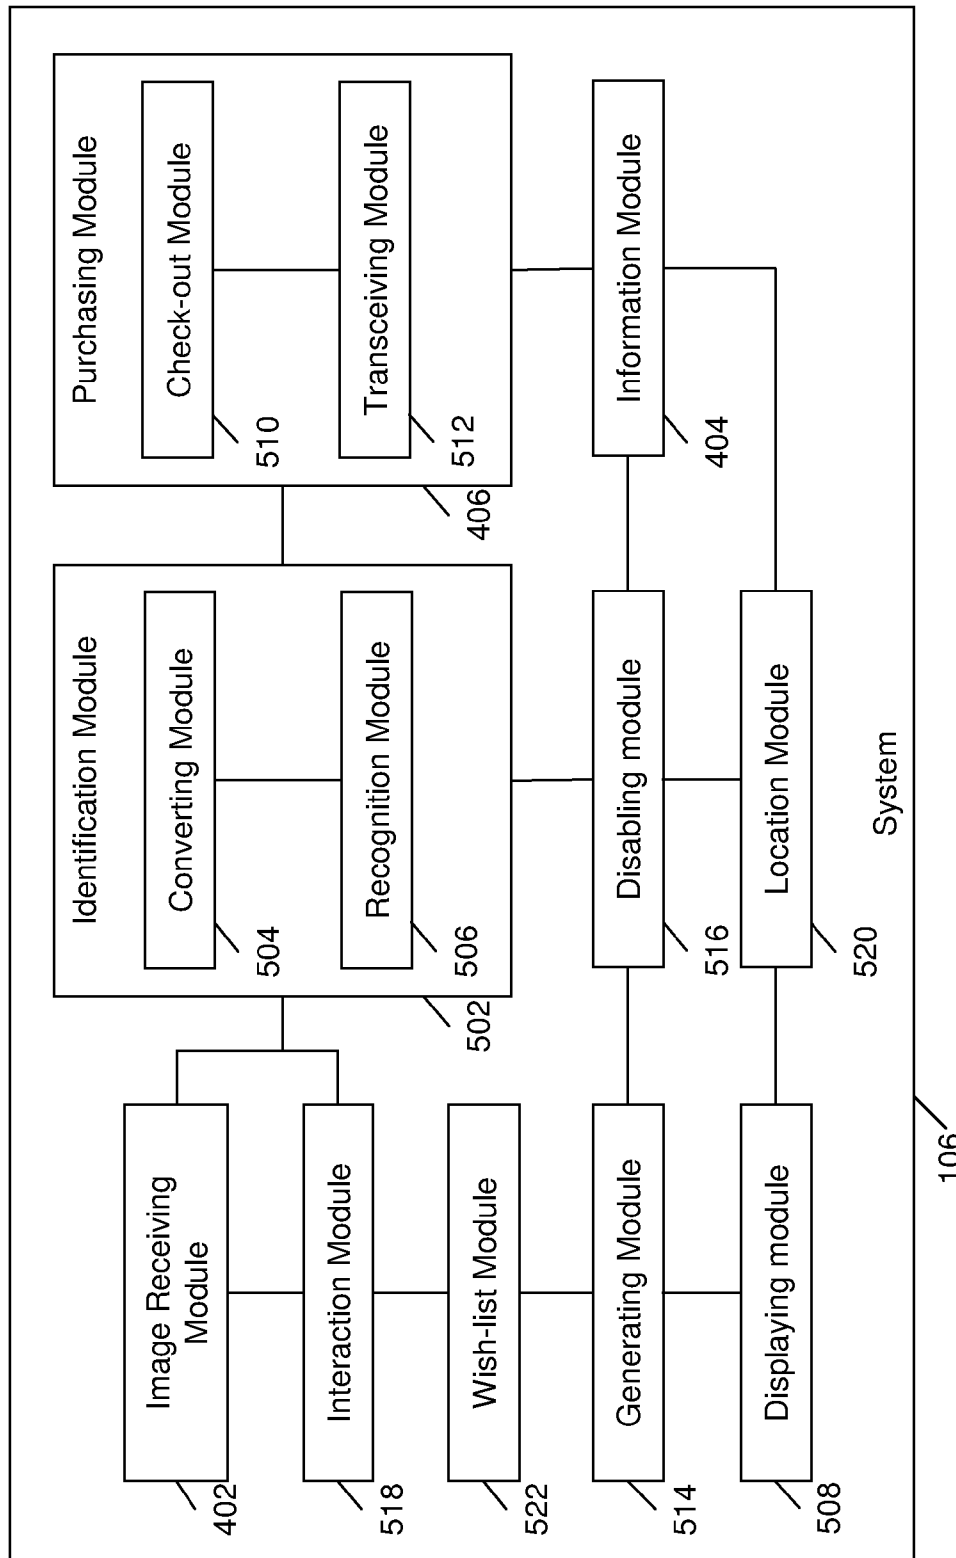 Image Receiving
Module
402
Interaction Module
518
Wish-list Module
522
Generating Module
514
Displaying module
508
Identification Module
Converting Module
504
Recognition Module
506
502
Disabling module
516
Location Module
520
Purchasing Module
Check-out Module
510
Transceiving Module
512
406
Information Module
404
System
106